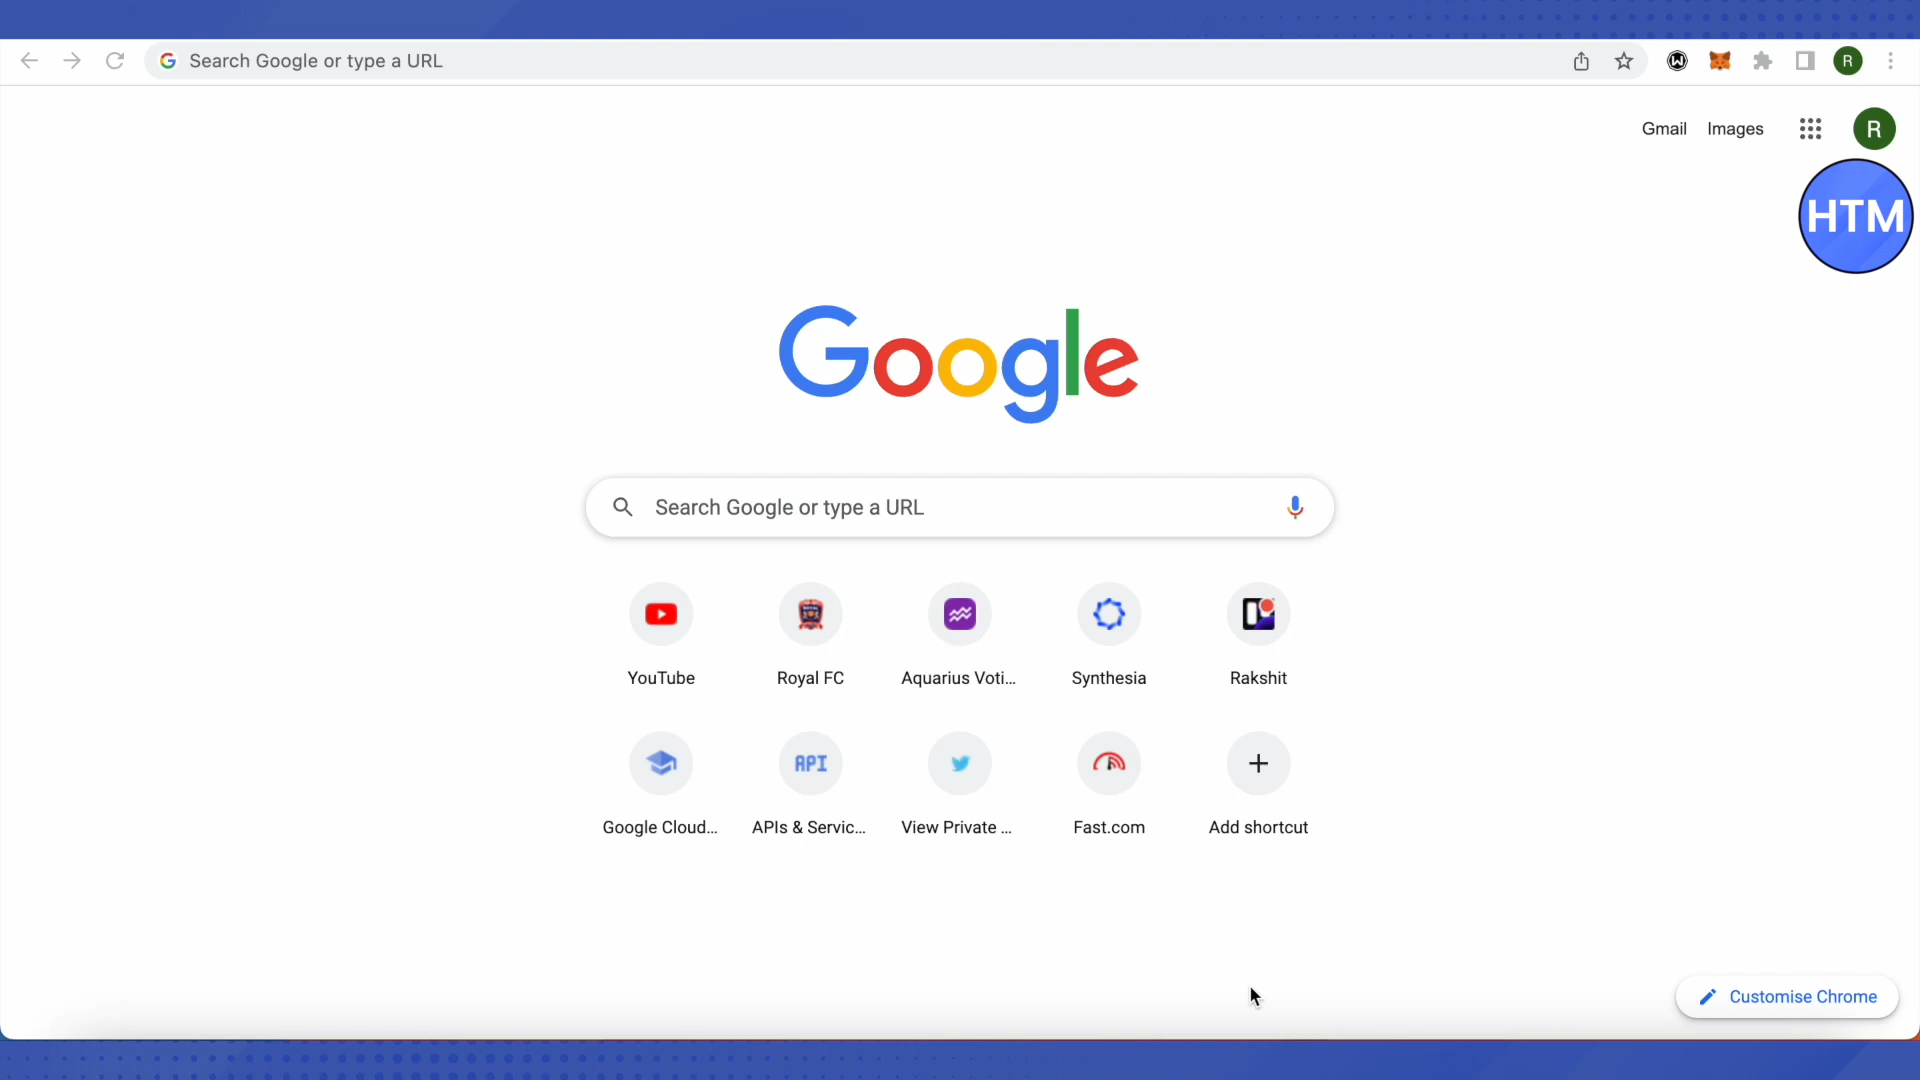 Search Google or type a URL
R
Gmail Images
R
HTM
Google
Search Google or type a URL
YouTube Royal FC Aquarius Voti... Synthesia Rakshit
API
Google Cloud... APIs & Servic... View Private ... Fast.com Add shortcut
Customise Chrome